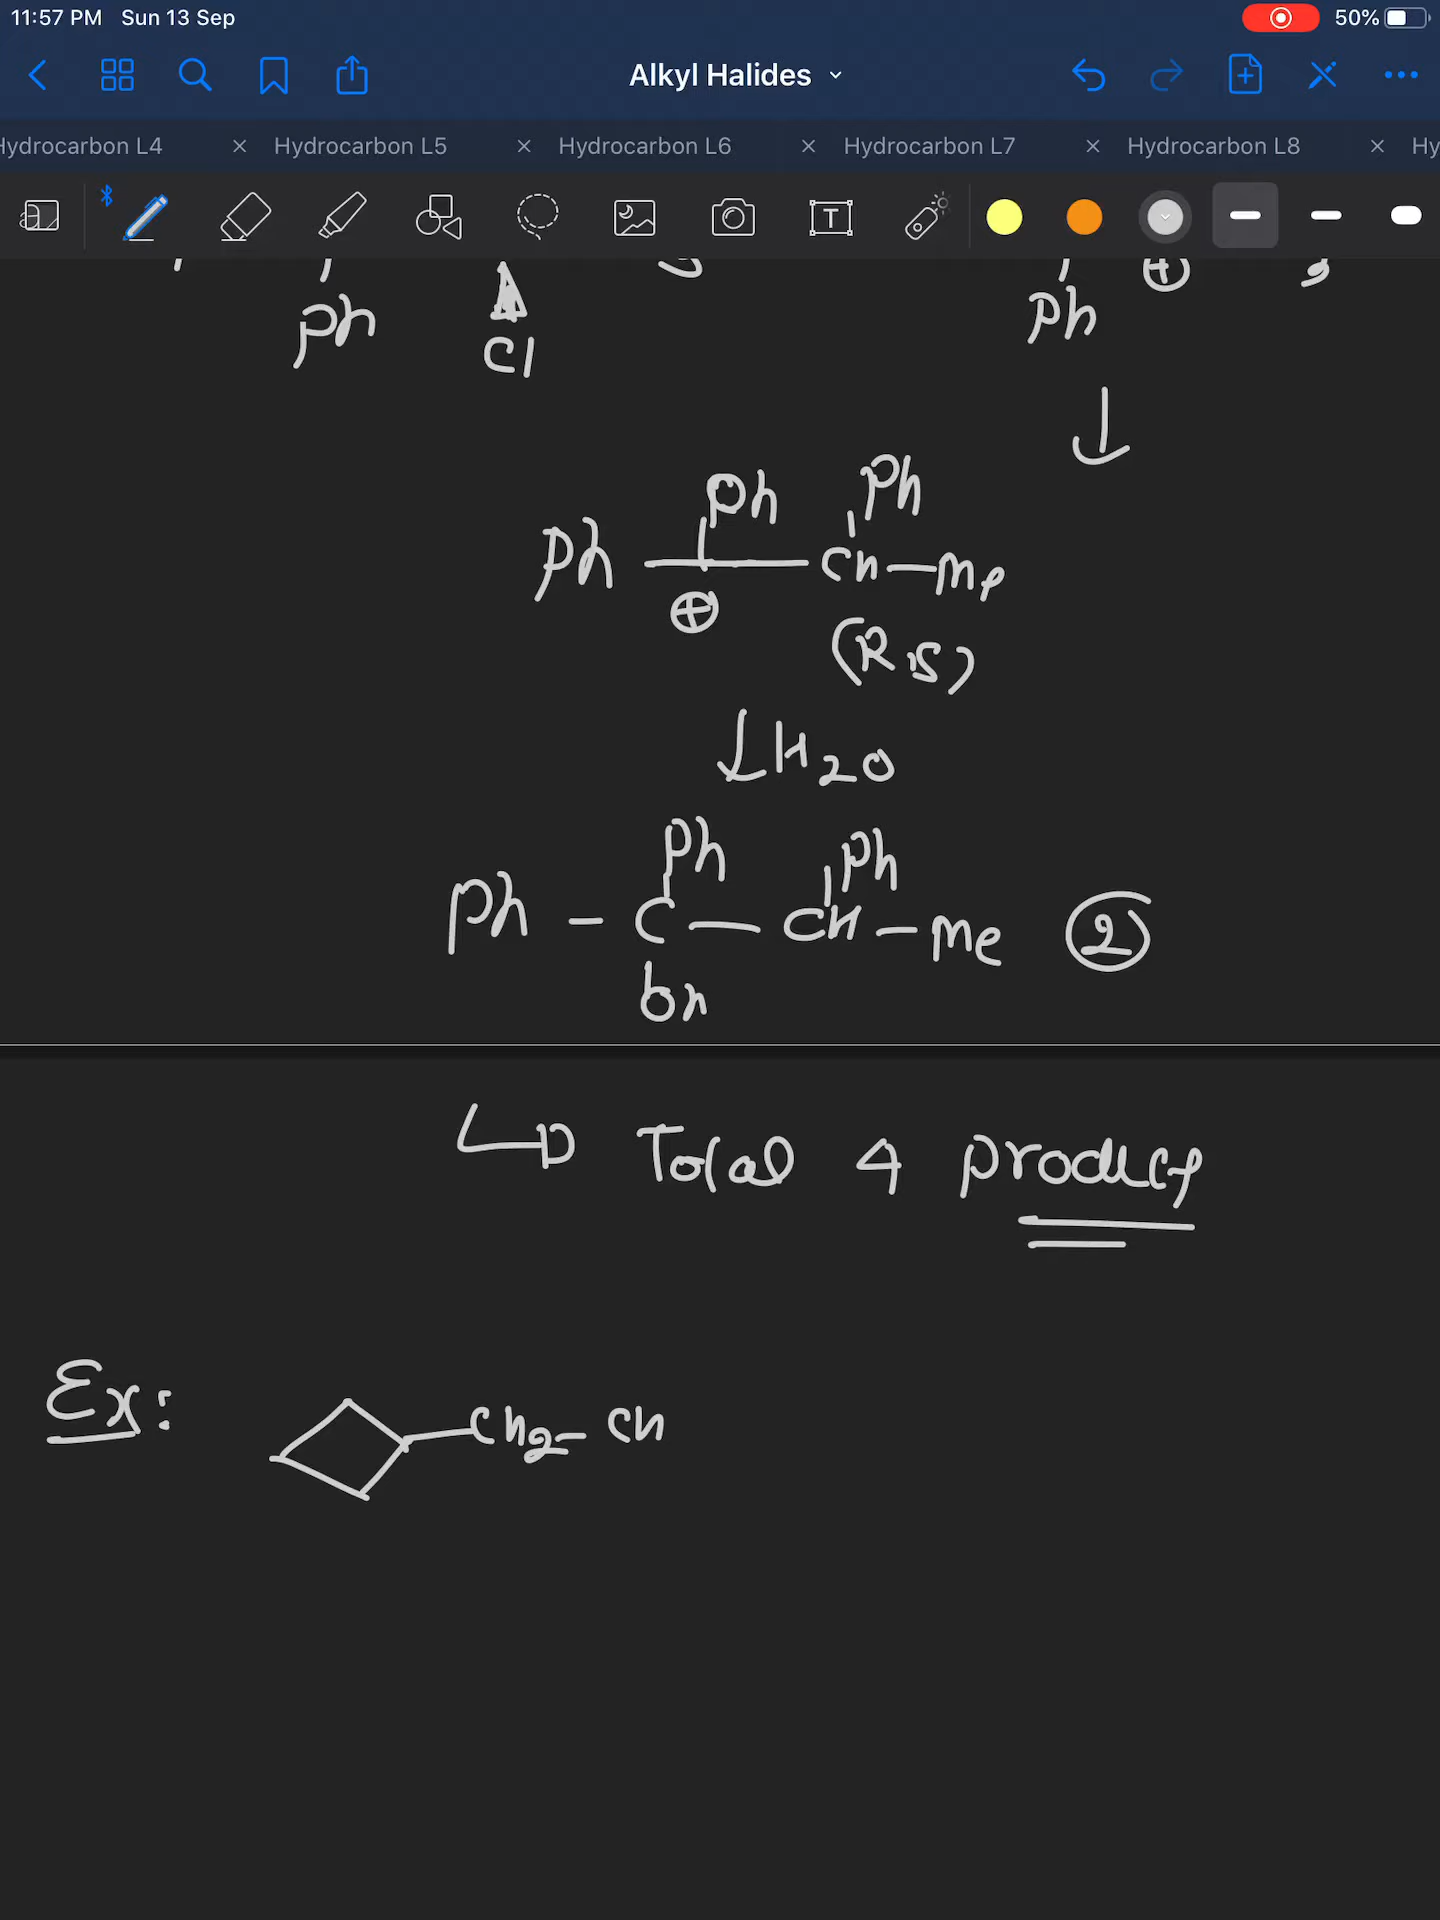 11:57 PM Sun 13 Sep 50%
Alkyl Halides
Hydrocarbon L4 Hydrocarbon L5 Hydrocarbon L6 Hydrocarbon L7 Hydrocarbon L8 Hy
T
Ph Cl Ph
Ph Ph
Ph CH-Me
⊕
(R,S)
↓ H2O
Ph Ph
Ph - C - CH - Me ②
Total 4 product
Ex: CH2 - CH